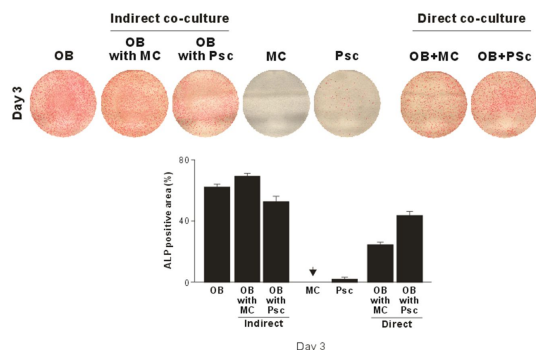 Indirect co-culture
Direct co-culture
OB
OB
with MC
OB
with Psc
MC
Psc
OB+MC
OB+PSc
Day 3
ALP positive area (%)
80
40
0
OB
OB
with
MC
OB
with
Psc
MC
Psc
OB
with
MC
OB
with
Psc
Indirect
Direct
Day 3